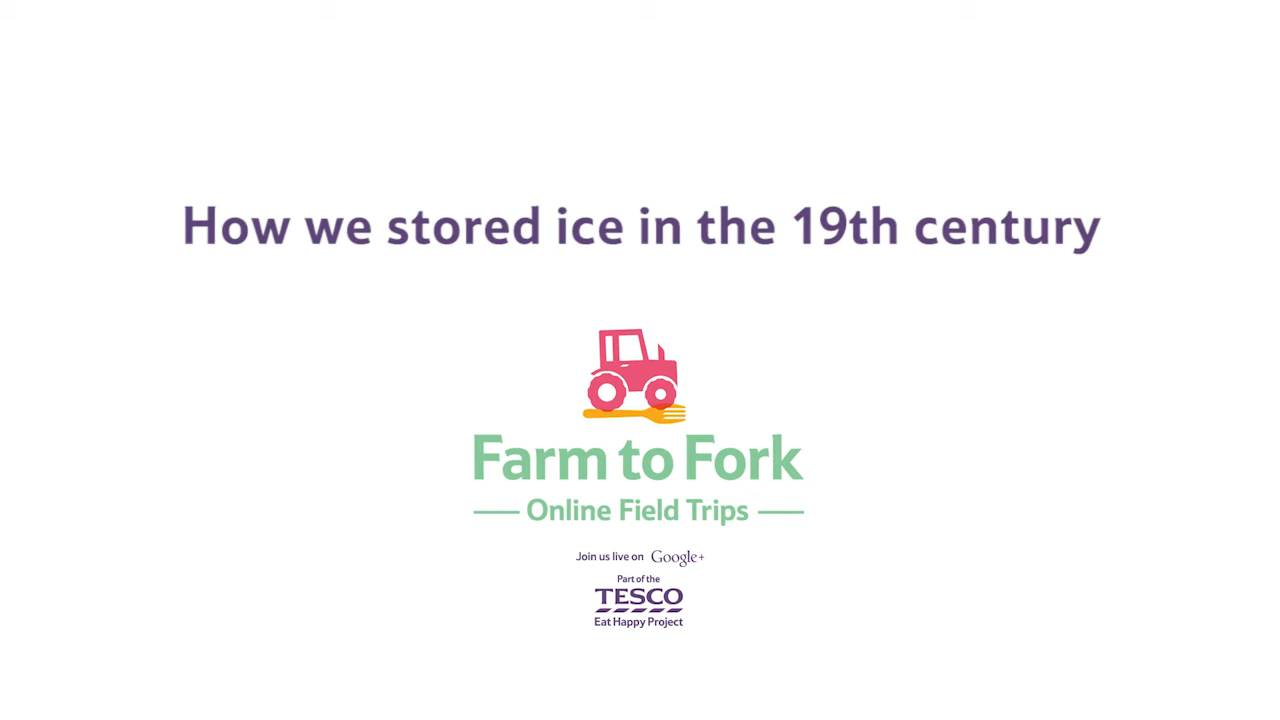 How we stored ice in the 19th century
Farm to Fork
Online Field Trips
Join us live on Google+
Part of the
TESCO
Eat Happy Project